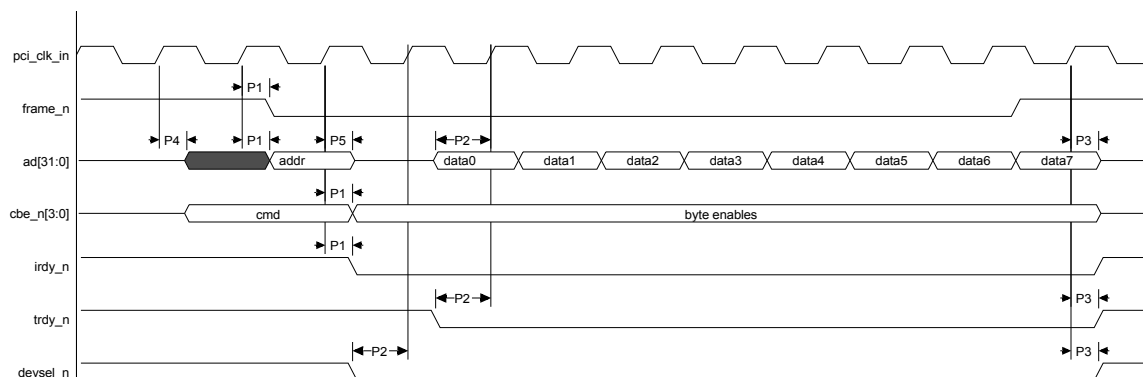 pci_clk_in
P1
frame_n
P4 P1 P5 P2 P3
ad[31:0] addr data0 data1 data2 data3 data4 data5 data6 data7
P1
cbe_n[3:0] cmd byte enables
P1
irdy_n
P2 P3
trdy_n
P2 P3
devsel_n